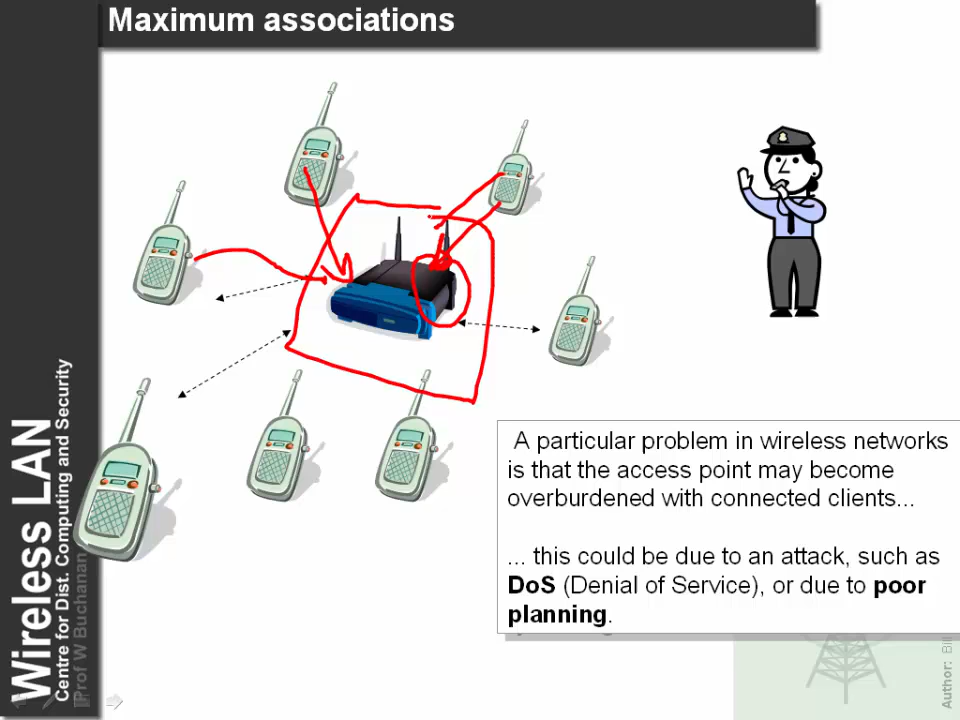 Maximum associations
A particular problem in wireless networks
is that the access point may become
overburdened with connected clients...
... this could be due to an attack, such as
DoS (Denial of Service), or due to poor
planning.
Wireless LAN
Centre for Dist. Computing and Security
Prof W Buchanan
Author: Bill